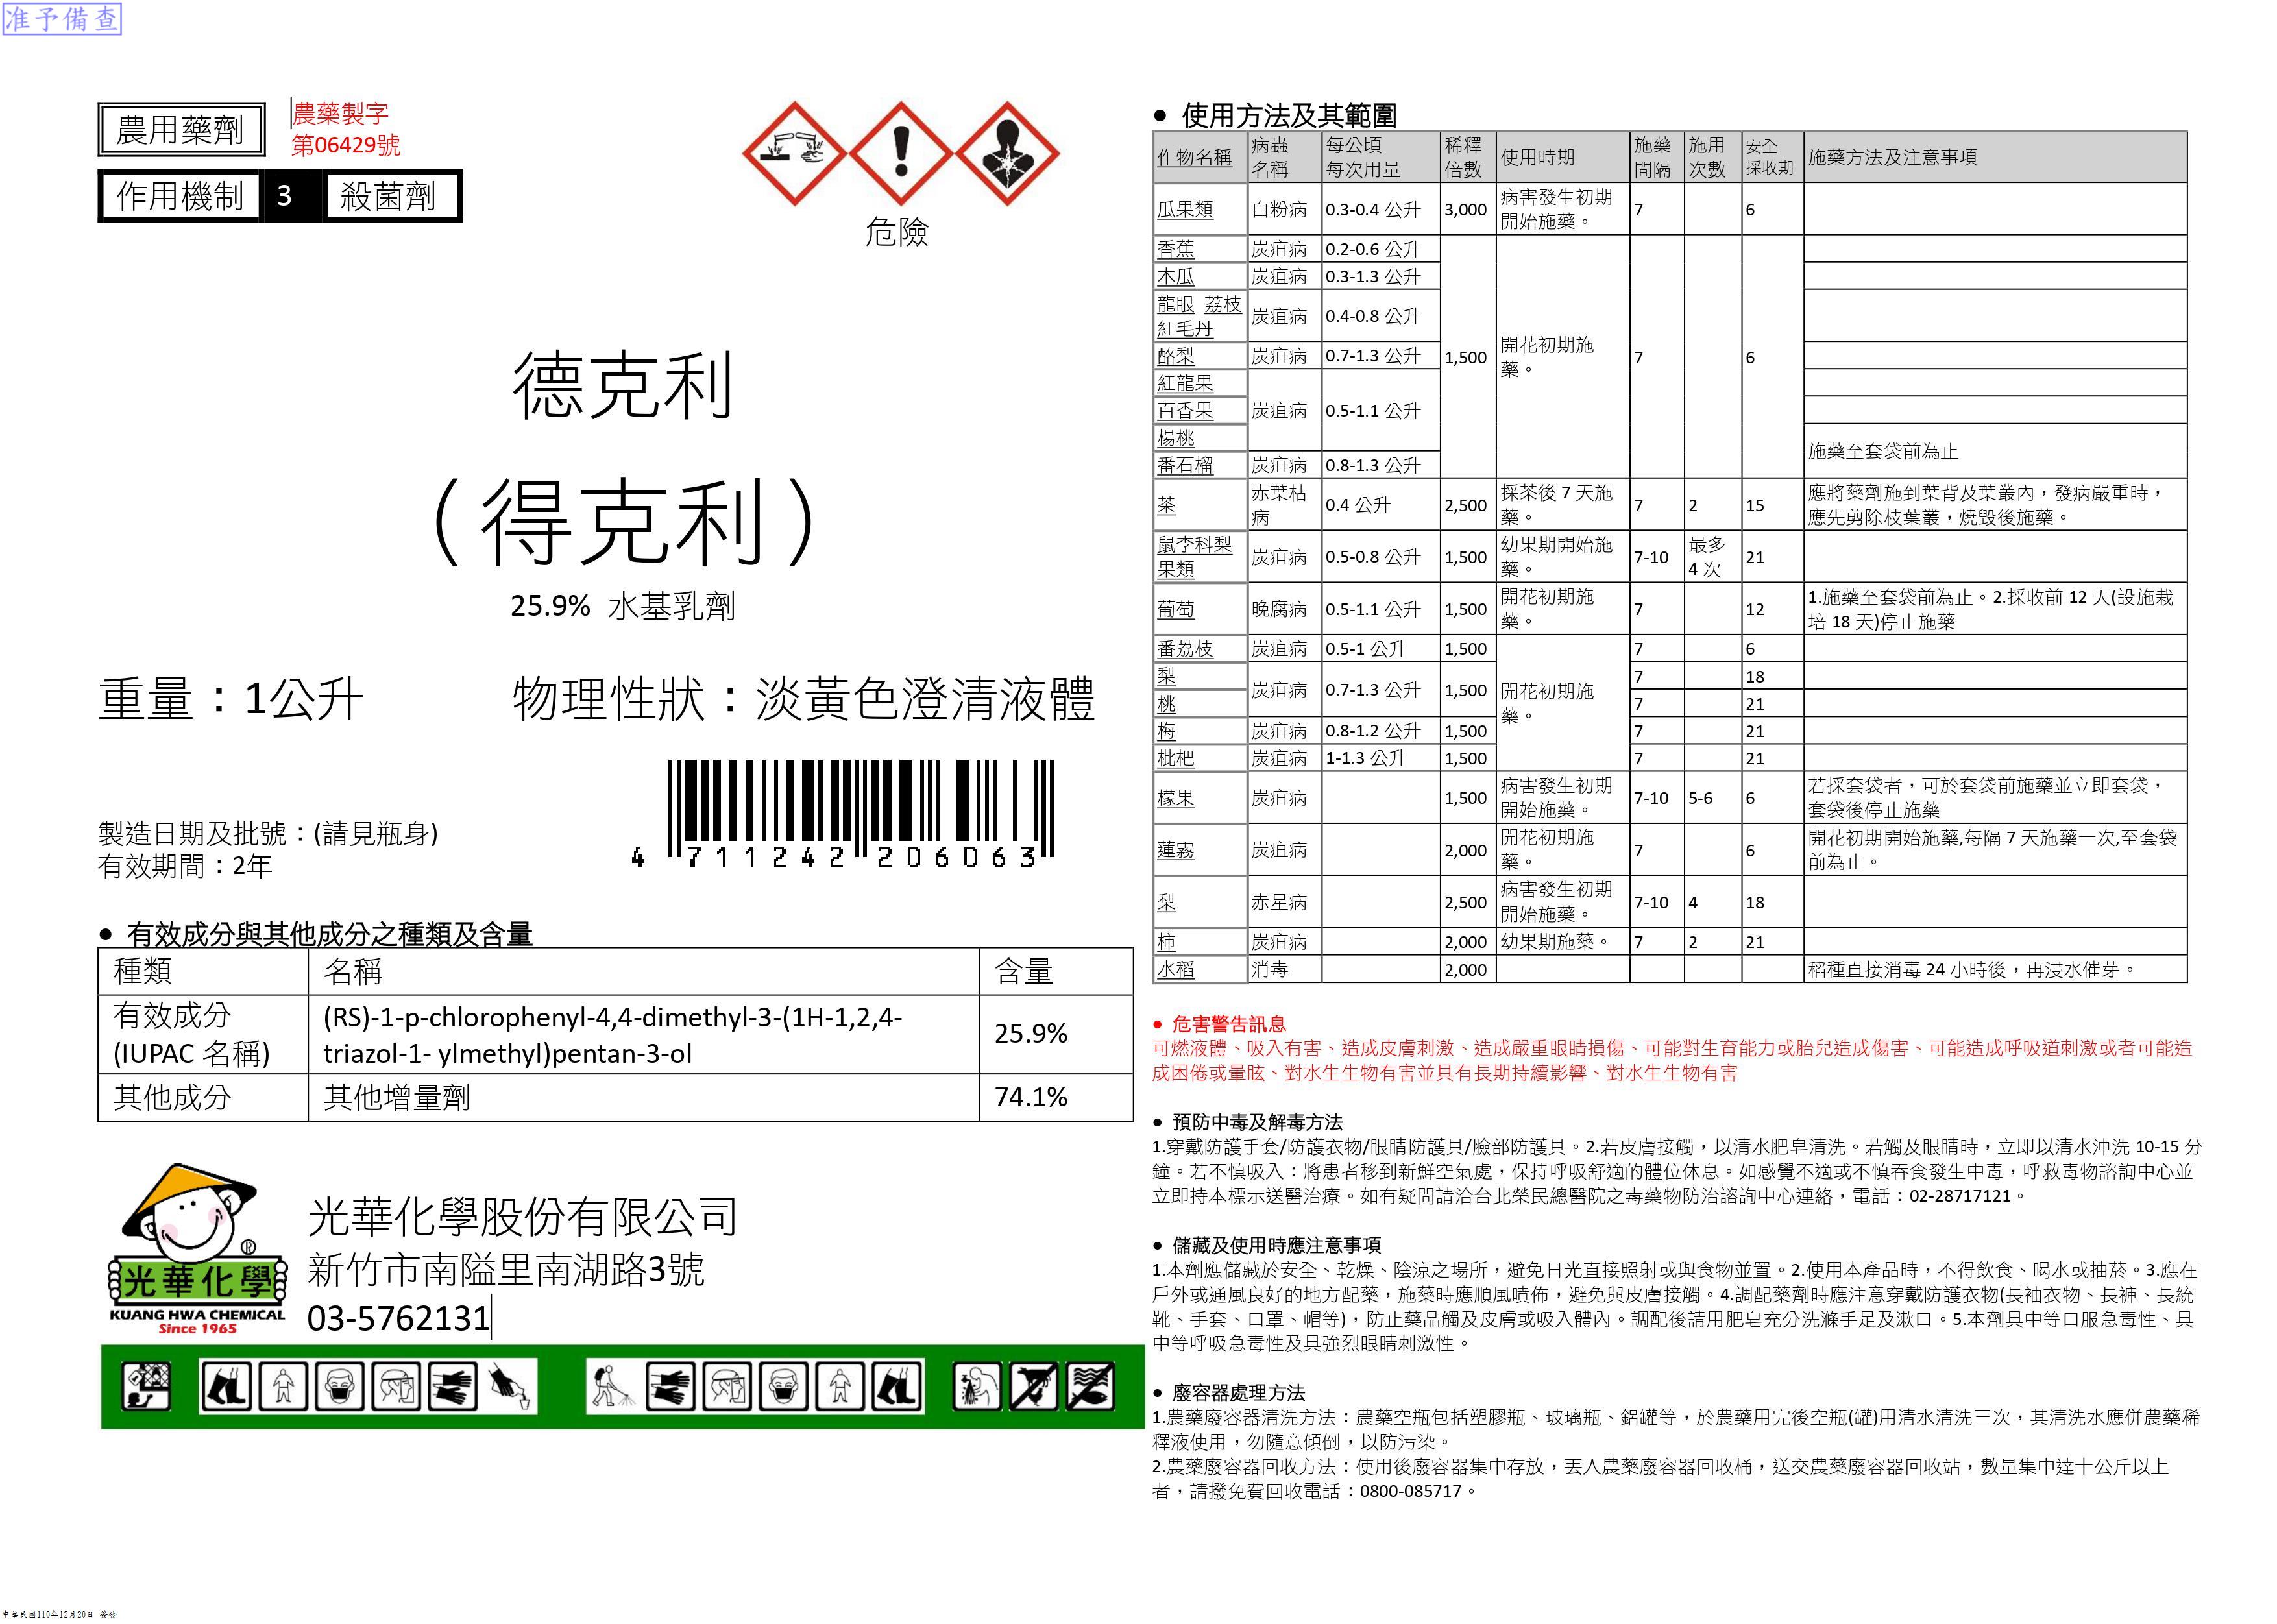 准予備查
農用藥劑
農藥製字
第06429號
作用機制 3 殺菌劑
危險
德克利
（得克利）
25.9% 水基乳劑
重量：1公升 物理性狀：淡黃色澄清液體
製造日期及批號：(請見瓶身)
有效期間：2年
4 711242 206063
● 有效成分與其他成分之種類及含量
種類 名稱 含量
有效成分
(IUPAC 名稱)
(RS)-1-p-chlorophenyl-4,4-dimethyl-3-(1H-1,2,4-
triazol-1- ylmethyl)pentan-3-ol
25.9%
其他成分 其他增量劑 74.1%
光華化學
®
KUANG HWA CHEMICAL
Since 1965
光華化學股份有限公司
新竹市南隘里南湖路3號
03-5762131
● 使用方法及其範圍
作物名稱 病蟲名稱 每公頃每次用量 稀釋倍數 使用時期 施藥間隔 施用次數 安全採收期 施藥方法及注意事項
瓜果類 白粉病 0.3-0.4 公升 3,000 病害發生初期開始施藥。 7 6
香蕉 炭疽病 0.2-0.6 公升
木瓜 炭疽病 0.3-1.3 公升
龍眼 荔枝 紅毛丹 炭疽病 0.4-0.8 公升
酪梨 炭疽病 0.7-1.3 公升 1,500 開花初期施藥。 7 6
紅龍果
百香果 炭疽病 0.5-1.1 公升
楊桃
番石榴 炭疽病 0.8-1.3 公升 施藥至套袋前為止
茶 赤葉枯病 0.4 公升 2,500 採茶後 7 天施藥。 7 2 15 應將藥劑施到葉背及葉叢內，發病嚴重時，應先剪除枝葉叢，燒毀後施藥。
鼠李科梨果類 炭疽病 0.5-0.8 公升 1,500 幼果期開始施藥。 7-10 最多4 次 21
葡萄 晚腐病 0.5-1.1 公升 1,500 開花初期施藥。 7 12 1.施藥至套袋前為止。2.採收前 12 天(設施栽培 18 天)停止施藥
番荔枝 炭疽病 0.5-1 公升 1,500 7 6
梨 炭疽病 0.7-1.3 公升 1,500 開花初期施藥。 7 18
桃 7 21
梅 炭疽病 0.8-1.2 公升 1,500 7 21
枇杷 炭疽病 1-1.3 公升 1,500 7 21
檬果 炭疽病 1,500 病害發生初期開始施藥。 7-10 5-6 6 若採套袋者，可於套袋前施藥並立即套袋，套袋後停止施藥
蓮霧 炭疽病 2,000 開花初期施藥。 7 6 開花初期開始施藥,每隔 7 天施藥一次,至套袋前為止。
梨 赤星病 2,500 病害發生初期開始施藥。 7-10 4 18
柿 炭疽病 2,000 幼果期施藥。 7 2 21
水稻 消毒 2,000 稻種直接消毒 24 小時後，再浸水催芽。
● 危害警告訊息
可燃液體、吸入有害、造成皮膚刺激、造成嚴重眼睛損傷、可能對生育能力或胎兒造成傷害、可能造成呼吸道刺激或者可能造
成困倦或暈眩、對水生生物有害並具有長期持續影響、對水生生物有害
● 預防中毒及解毒方法
1.穿戴防護手套/防護衣物/眼睛防護具/臉部防護具。2.若皮膚接觸，以清水肥皂清洗。若觸及眼睛時，立即以清水沖洗 10-15 分
鐘。若不慎吸入：將患者移到新鮮空氣處，保持呼吸舒適的體位休息。如感覺不適或不慎吞食發生中毒，呼救毒物諮詢中心並
立即持本標示送醫治療。如有疑問請洽台北榮民總醫院之毒藥物防治諮詢中心連絡，電話：02-28717121。
● 儲藏及使用時應注意事項
1.本劑應儲藏於安全、乾燥、陰涼之場所，避免日光直接照射或與食物並置。2.使用本產品時，不得飲食、喝水或抽菸。3.應在
戶外或通風良好的地方配藥，施藥時應順風噴佈，避免與皮膚接觸。4.調配藥劑時應注意穿戴防護衣物(長袖衣物、長褲、長統
靴、手套、口罩、帽等)，防止藥品觸及皮膚或吸入體內。調配後請用肥皂充分洗滌手足及漱口。5.本劑具中等口服急毒性、具
中等呼吸急毒性及具強烈眼睛刺激性。
● 廢容器處理方法
1.農藥廢容器清洗方法：農藥空瓶包括塑膠瓶、玻璃瓶、鋁罐等，於農藥用完後空瓶(罐)用清水清洗三次，其清洗水應併農藥稀
釋液使用，勿隨意傾倒，以防污染。
2.農藥廢容器回收方法：使用後廢容器集中存放，丟入農藥廢容器回收桶，送交農藥廢容器回收站，數量集中達十公斤以上
者，請撥免費回收電話：0800-085717。
中華民國110年12月20日 簽發